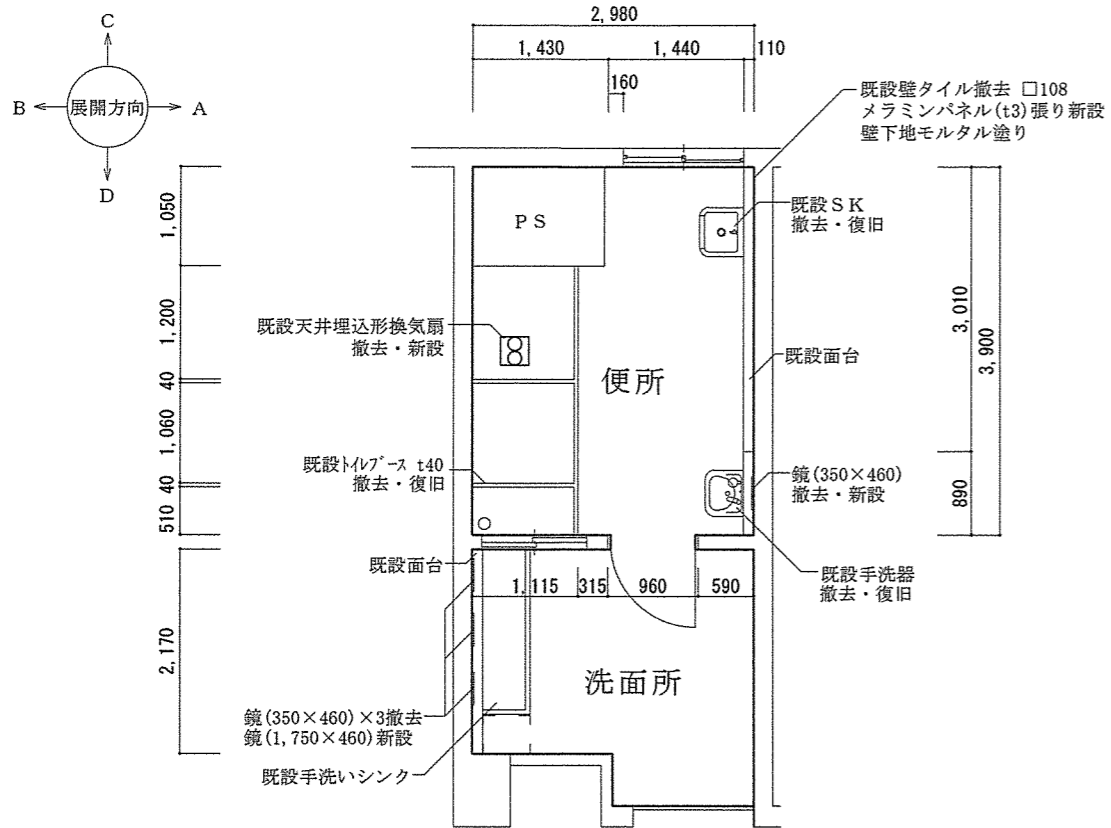 C
B
展開方向
A
D
2,980
1,430
1,440
110
160
既設壁タイル撤去 □108
メラミンパネル(t3)張り新設
壁下地モルタル塗り
1,050
1,200
40
1,060
40
510
2,170
PS
既設SK
撤去・復旧
既設天井埋込形換気扇
撤去・新設
便所
既設面台
3,010
3,900
890
既設トイレブース t40
撤去・復旧
鏡(350×460)
撤去・新設
既設面台
1,115
315
960
590
既設手洗器
撤去・復旧
洗面所
鏡(350×460)×3撤去
鏡(1,750×460)新設
既設手洗いシンク